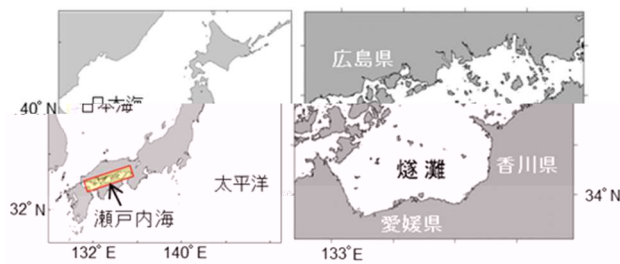 40°N
日本海
太平洋
瀬戸内海
32°N
132°E
140°E
広島県
燧灘
香川県
愛媛県
34°N
133°E